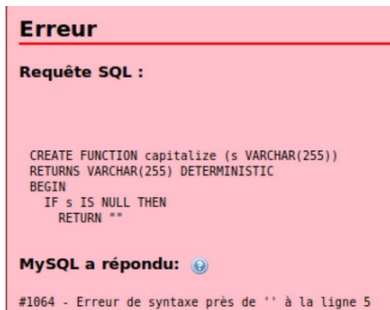 Erreur
Requête SQL :
CREATE FUNCTION capitalize (s VARCHAR(255))
RETURNS VARCHAR(255) DETERMINISTIC
BEGIN
IF s IS NULL THEN
RETURN ""
MySQL a répondu:
#1064 - Erreur de syntaxe près de '' à la ligne 5